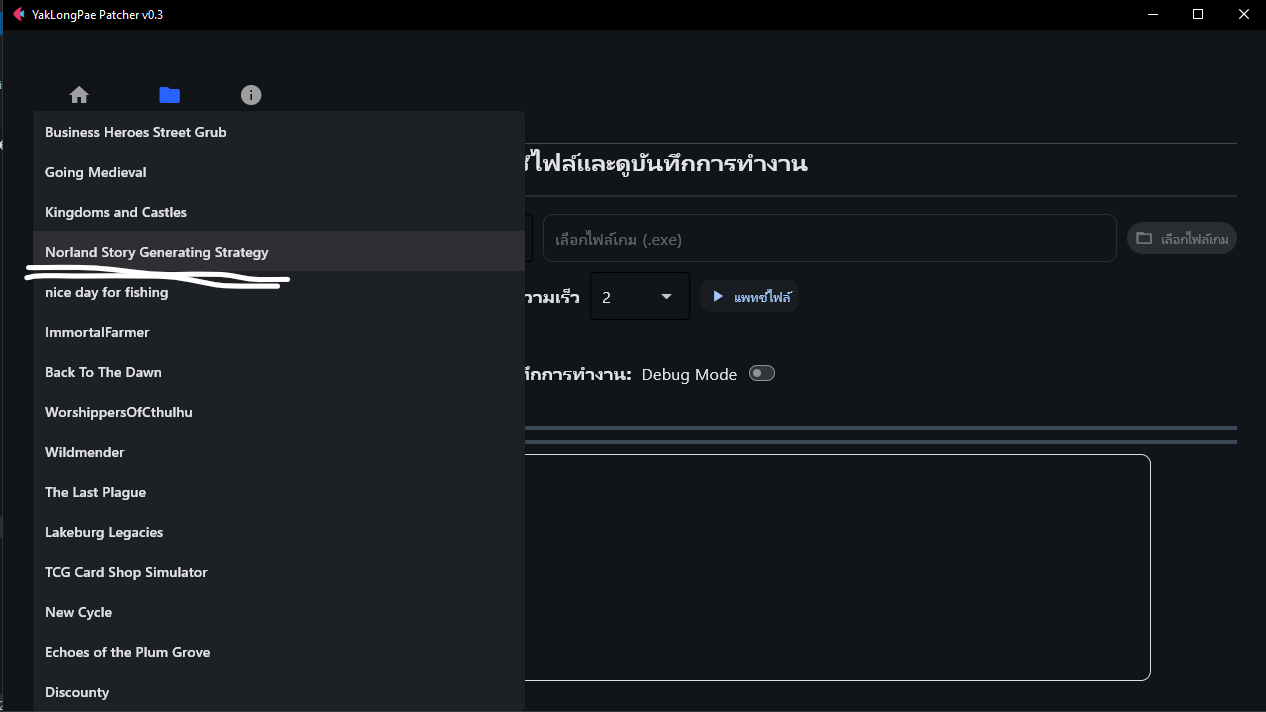 YakLongPae Patcher v0.3
Business Heroes Street Grub
Going Medieval
Kingdoms and Castles
Norland Story Generating Strategy
nice day for fishing
ImmortalFarmer
Back To The Dawn
WorshippersOfCthulhu
Wildmender
The Last Plague
Lakeburg Legacies
TCG Card Shop Simulator
New Cycle
Echoes of the Plum Grove
Discounty
ไฟล์และดูบันทึกการทำงาน
เลือกไฟล์เกม (.exe) เลือกไฟล์เกม
วามเร็ว 2 แพทช์ไฟล์
ทึกการทำงาน: Debug Mode